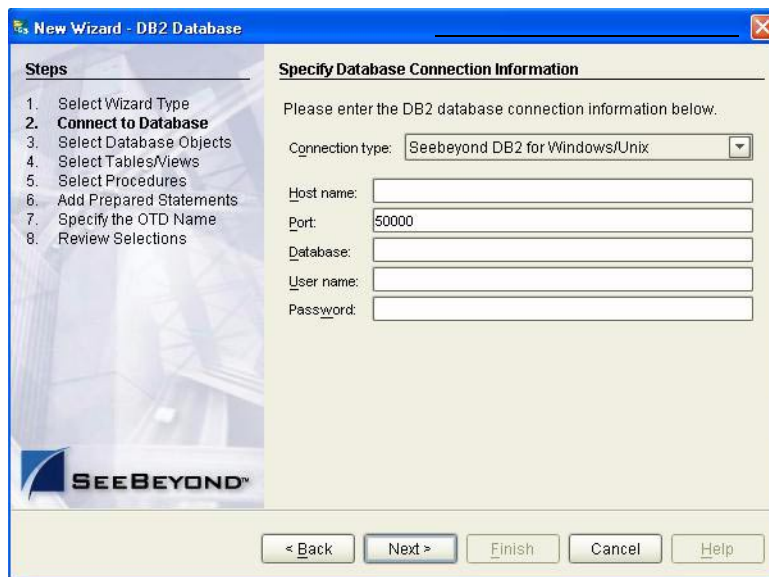 New Wizard - DB2 Database
Steps
1. Select Wizard Type
2. Connect to Database
3. Select Database Objects
4. Select Tables/Views
5. Select Procedures
6. Add Prepared Statements
7. Specify the OTD Name
8. Review Selections
SEEBEYOND™
Specify Database Connection Information
Please enter the DB2 database connection information below.
Connection type: Seebeyond DB2 for Windows/Unix
Host name:
Port: 50000
Database:
User name:
Password:
< Back Next > Finish Cancel Help